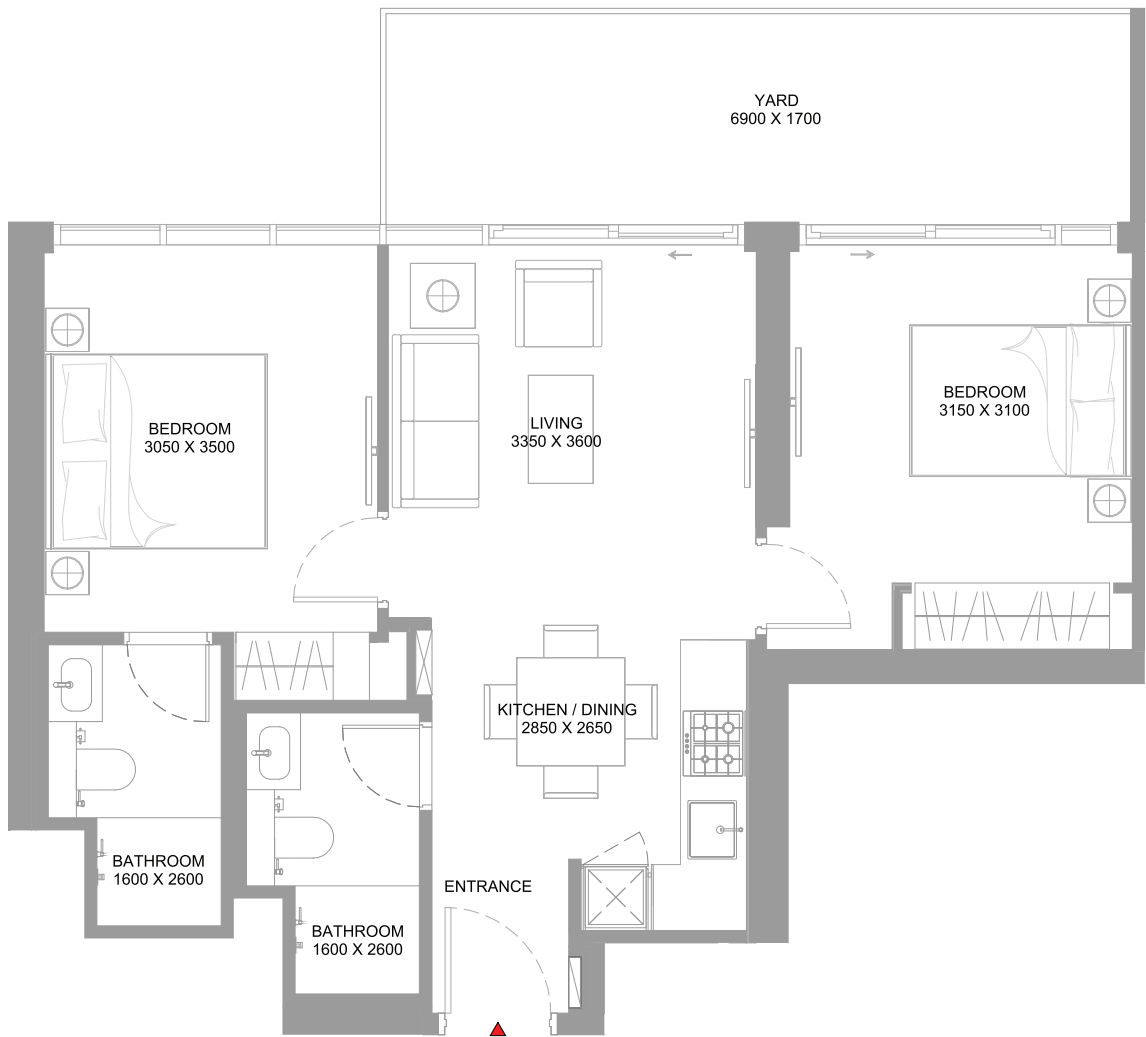 YARD
6900 X 1700
BEDROOM
3050 X 3500
LIVING
3350 X 3600
BEDROOM
3150 X 3100
KITCHEN / DINING
2850 X 2650
BATHROOM
1600 X 2600
ENTRANCE
BATHROOM
1600 X 2600